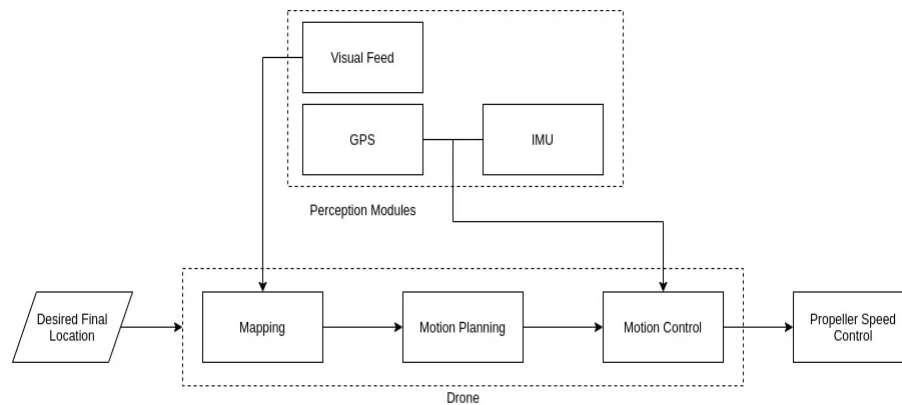 Visual Feed
GPS
IMU
Perception Modules
Desired Final
Location
Mapping
Motion Planning
Motion Control
Propeller Speed
Control
Drone